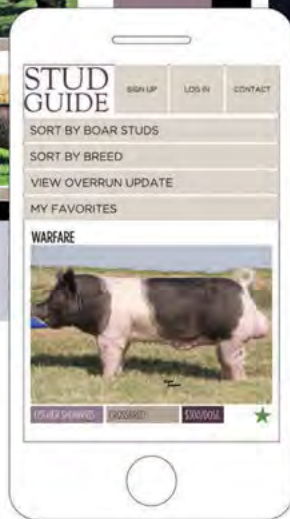 STUD
GUIDE
SIGN UP
LOG IN
CONTACT
SORT BY BOAR STUDS
SORT BY BREED
VIEW OVERRUN UPDATE
MY FAVORITES
WARFARE
CROSSBRED
$300/DOSE